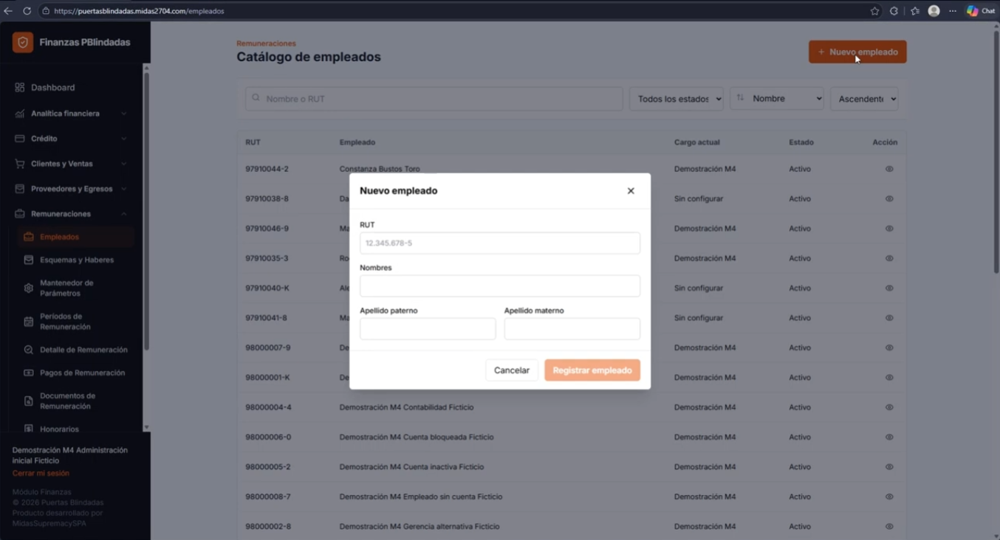 https://puertasblindadas.midas2704.com/empleados
Chat
Finanzas PBlindadas
Dashboard
Analítica financiera
Crédito
Clientes y Ventas
Proveedores y Egresos
Remuneraciones
Empleados
Esquemas y Haberes
Mantenedor de
Parámetros
Períodos de
Remuneración
Detalle de Remuneración
Pagos de Remuneración
Documentos de
Remuneración
Honorarios
Demostración M4 Administración
inicial Ficticio
Cerrar mi sesión
Módulo Finanzas
© 2026 Puertas Blindadas
Producto desarrollado por
MidasSupremacySPA
Remuneraciones
Catálogo de empleados
+ Nuevo empleado
Nombre o RUT
Todos los estados
Nombre
Ascendente
RUT Empleado Cargo actual Estado Acción
97910044-2 Constanza Bustos Toro Demostración M4 Activo
97910038-8 Da Sin configurar Activo
97910046-9 Ma Demostración M4 Activo
97910035-3 Ro Demostración M4 Activo
97910040-K Ale Sin configurar Activo
97910041-8 Ma Sin configurar Activo
98000007-9 De Demostración M4 Activo
98000001-K De Demostración M4 Activo
98000004-4 Demostración M4 Contabilidad Ficticio Demostración M4 Activo
98000006-0 Demostración M4 Cuenta bloqueada Ficticio Demostración M4 Activo
98000005-2 Demostración M4 Cuenta inactiva Ficticio Demostración M4 Activo
98000008-7 Demostración M4 Empleado sin cuenta Ficticio Demostración M4 Activo
98000002-8 Demostración M4 Gerencia alternativa Ficticio Demostración M4 Activo
Nuevo empleado
RUT
12.345.678-5
Nombres
Apellido paterno Apellido materno
Cancelar Registrar empleado